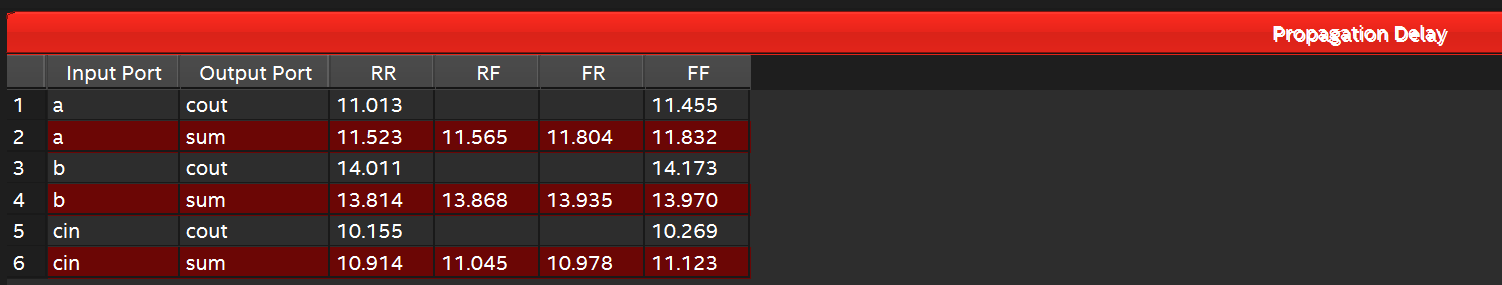 Propagation Delay
Input Port Output Port RR RF FR FF
1 a cout 11.013 11.455
2 a sum 11.523 11.565 11.804 11.832
3 b cout 14.011 14.173
4 b sum 13.814 13.868 13.935 13.970
5 cin cout 10.155 10.269
6 cin sum 10.914 11.045 10.978 11.123